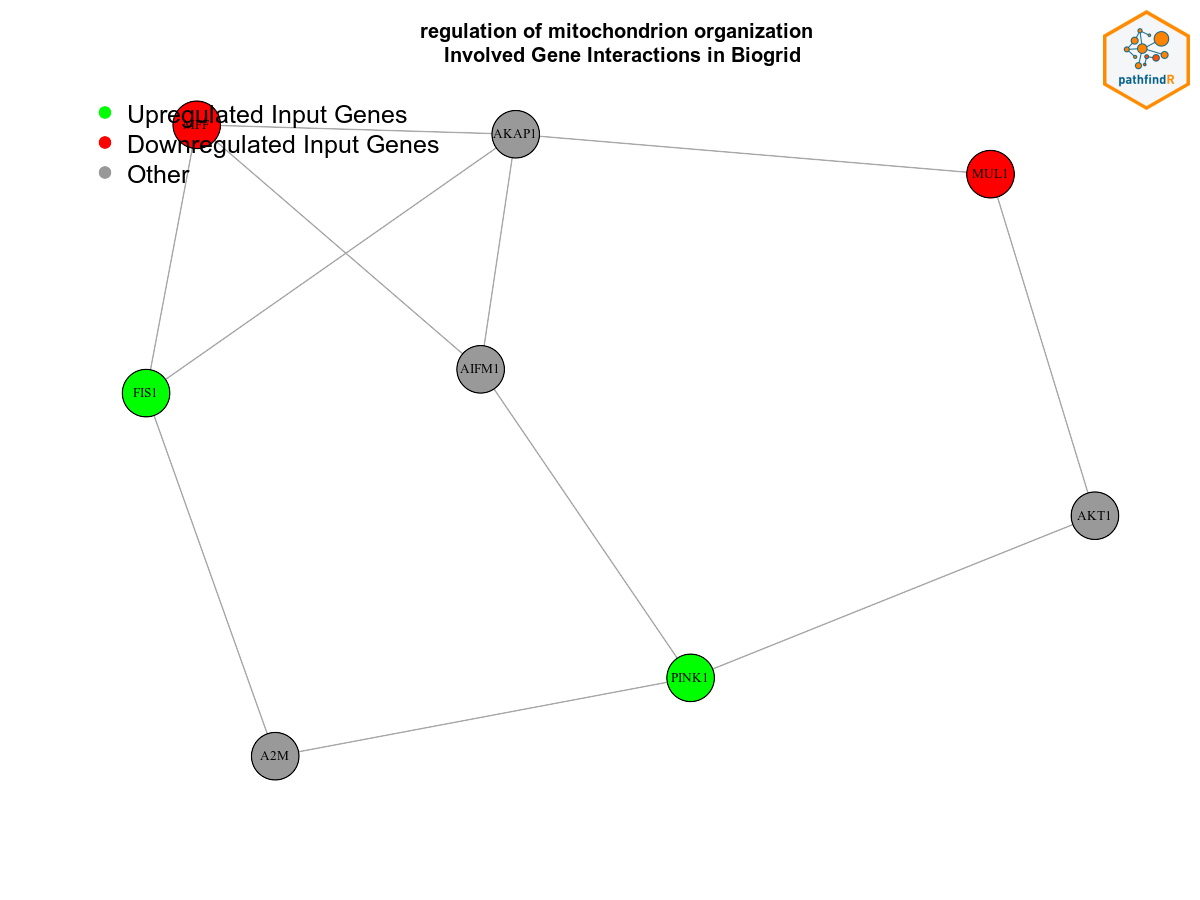 regulation of mitochondrion organization
Involved Gene Interactions in Biogrid
pathfindR
Upregulated Input Genes
MFF
Downregulated Input Genes
Other
AKAP1
MUL1
AIFM1
FIS1
AKT1
PINK1
A2M